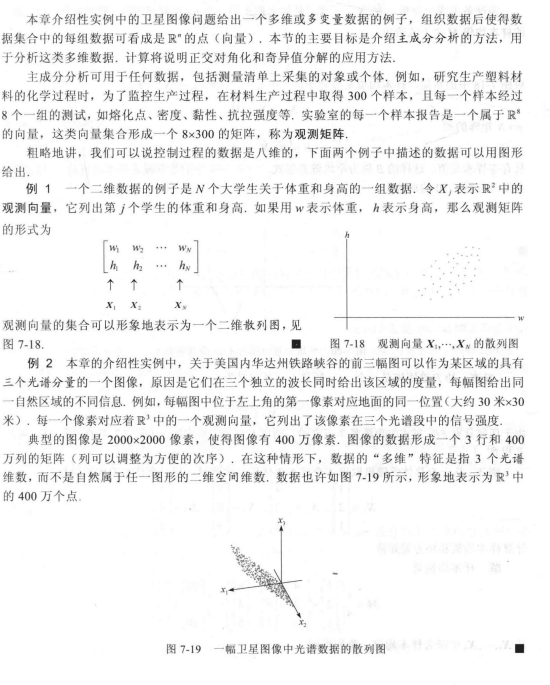 本章介绍性实例中的卫星图像问题给出一个多维或多变量数据的例子，组织数据后使得数
据集合中的每组数据可看成是ℝⁿ的点（向量）. 本节的主要目标是介绍主成分分析的方法，用
于分析这类多维数据. 计算将说明正交对角化和奇异值分解的应用方法.
主成分分析可用于任何数据，包括测量清单上采集的对象或个体. 例如，研究生产塑料材
料的化学过程时，为了监控生产过程，在材料生产过程中取得 300 个样本，且每一个样本经过
8 个一组的测试，如熔化点、密度、黏性、抗拉强度等. 实验室的每一个样本报告是一个属于ℝ⁸
的向量，这类向量集合形成一个 8×300 的矩阵，称为观测矩阵.
粗略地讲，我们可以说控制过程的数据是八维的，下面两个例子中描述的数据可以用图形
给出.
例 1 一个二维数据的例子是 N 个大学生关于体重和身高的一组数据. 令 Xⱼ 表示ℝ²中的
观测向量，它列出第 j 个学生的体重和身高. 如果用 w 表示体重，h 表示身高，那么观测矩阵
的形式为
w₁ w₂ ⋯ w_N
h₁ h₂ ⋯ h_N
↑ ↑ ↑
X₁ X₂ X_N
h
w
观测向量的集合可以形象地表示为一个二维散列图，见
图 7-18. ■
图 7-18 观测向量 X₁,⋯,X_N 的散列图
例 2 本章的介绍性实例中，关于美国内华达州铁路峡谷的前三幅图可以作为某区域的具有
三个光谱分量的一个图像，原因是它们在三个独立的波长同时给出该区域的度量，每幅图给出同
一自然区域的不同信息. 例如，每幅图中位于左上角的第一像素对应地面的同一位置(大约 30 米×30
米）. 每一个像素对应着ℝ³中的一个观测向量，它列出了该像素在三个光谱段中的信号强度.
典型的图像是 2000×2000 像素，使得图像有 400 万像素. 图像的数据形成一个 3 行和 400
万列的矩阵（列可以调整为方便的次序）. 在这种情形下，数据的“多维”特征是指 3 个光谱
维数，而不是自然属于任一图形的二维空间维数. 数据也许如图 7-19 所示，形象地表示为ℝ³中
的 400 万个点.
x₃
x₁
x₂
图 7-19 一幅卫星图像中光谱数据的散列图 ■